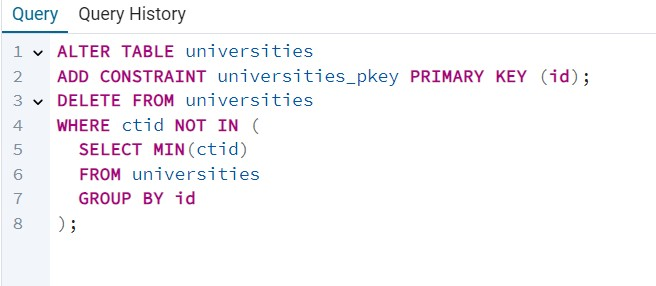 Query Query History
1 ALTER TABLE universities
2 ADD CONSTRAINT universities_pkey PRIMARY KEY (id);
3 DELETE FROM universities
4 WHERE ctid NOT IN (
5 SELECT MIN(ctid)
6 FROM universities
7 GROUP BY id
8 );